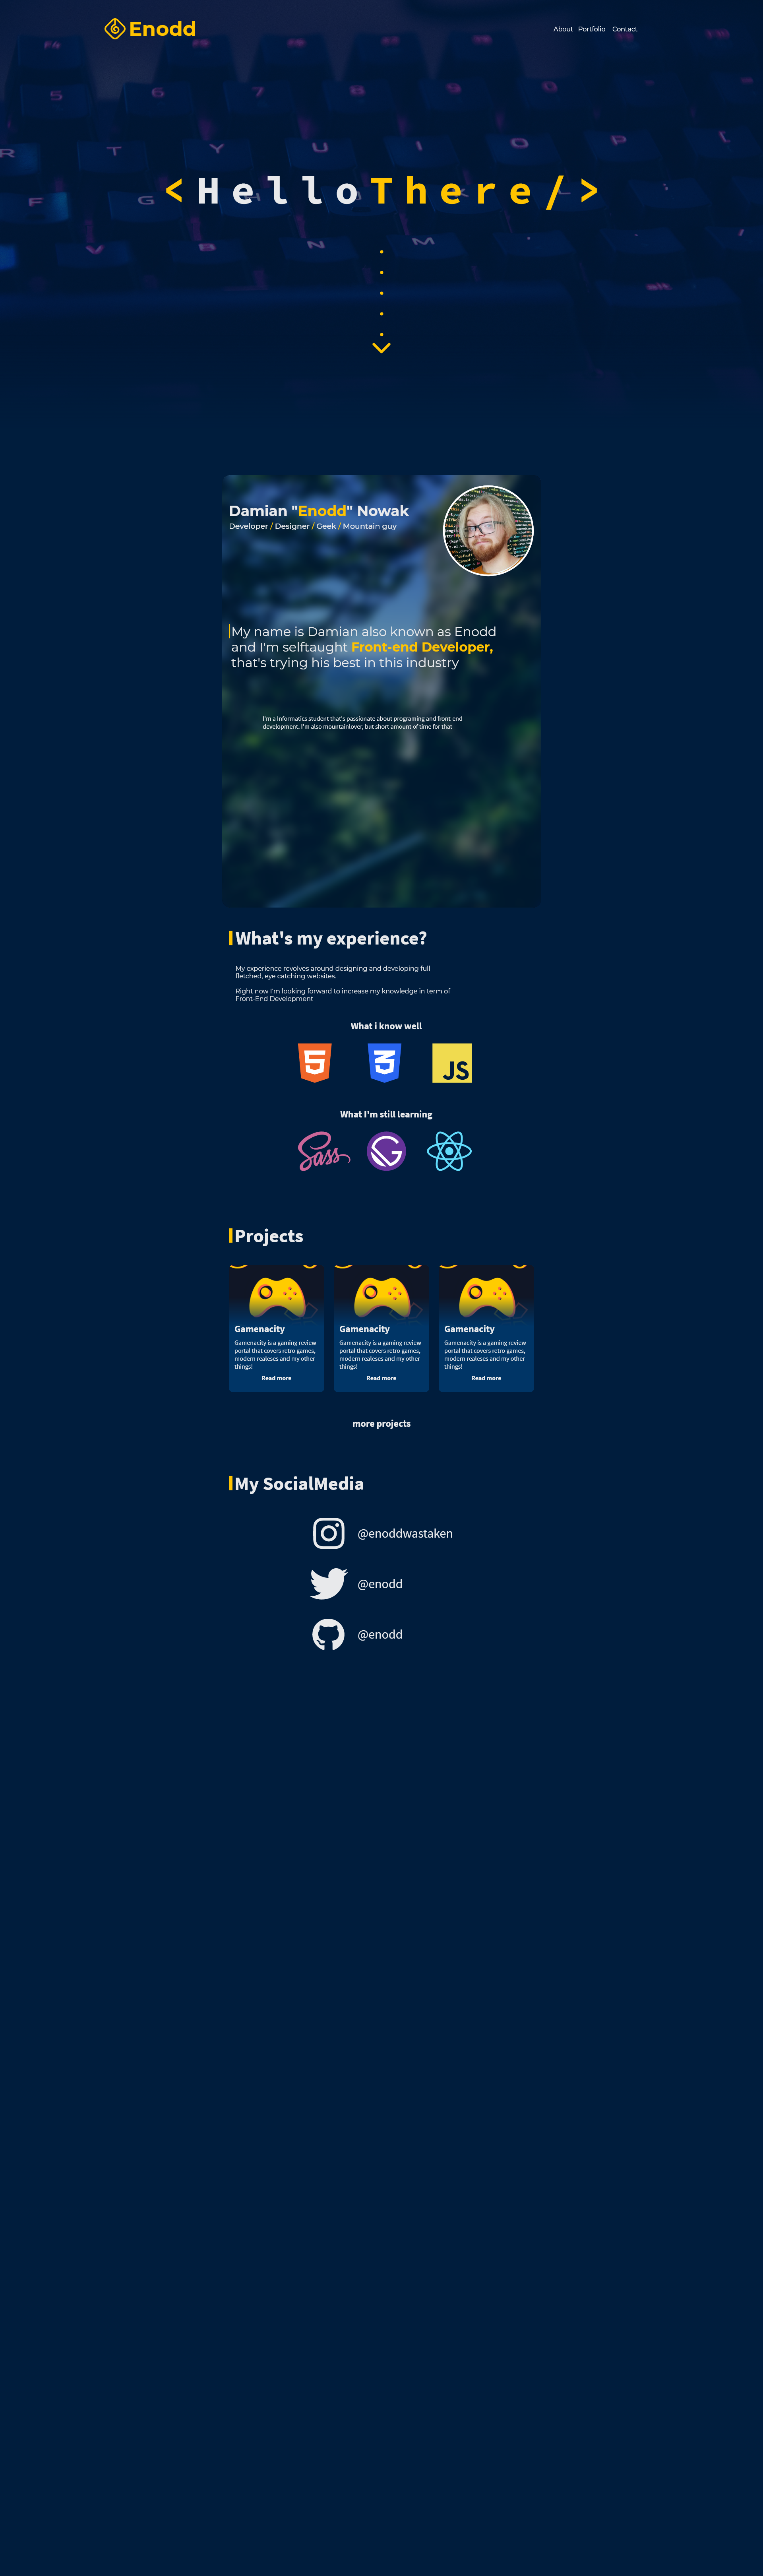 Enodd
About Portfolio Contact
<HelloThere/>
Damian "Enodd" Nowak
Developer / Designer / Geek / Mountain guy
My name is Damian also known as Enodd
and I'm selftaught Front-end Developer,
that's trying his best in this industry
I'm a Informatics student that's passionate about programing and front-end
development. I'm also mountainlover, but short amount of time for that
What's my experience?
My experience revolves around designing and developing full-
fletched, eye catching websites.
Right now I'm looking forward to increase my knowledge in term of
Front-End Development
What i know well
5
3
JS
What I'm still learning
Sass
Projects
Gamenacity
Gamenacity is a gaming review
portal that covers retro games,
modern realeses and my other
things!
Read more
Gamenacity
Gamenacity is a gaming review
portal that covers retro games,
modern realeses and my other
things!
Read more
Gamenacity
Gamenacity is a gaming review
portal that covers retro games,
modern realeses and my other
things!
Read more
more projects
My SocialMedia
@enoddwastaken
@enodd
@enodd